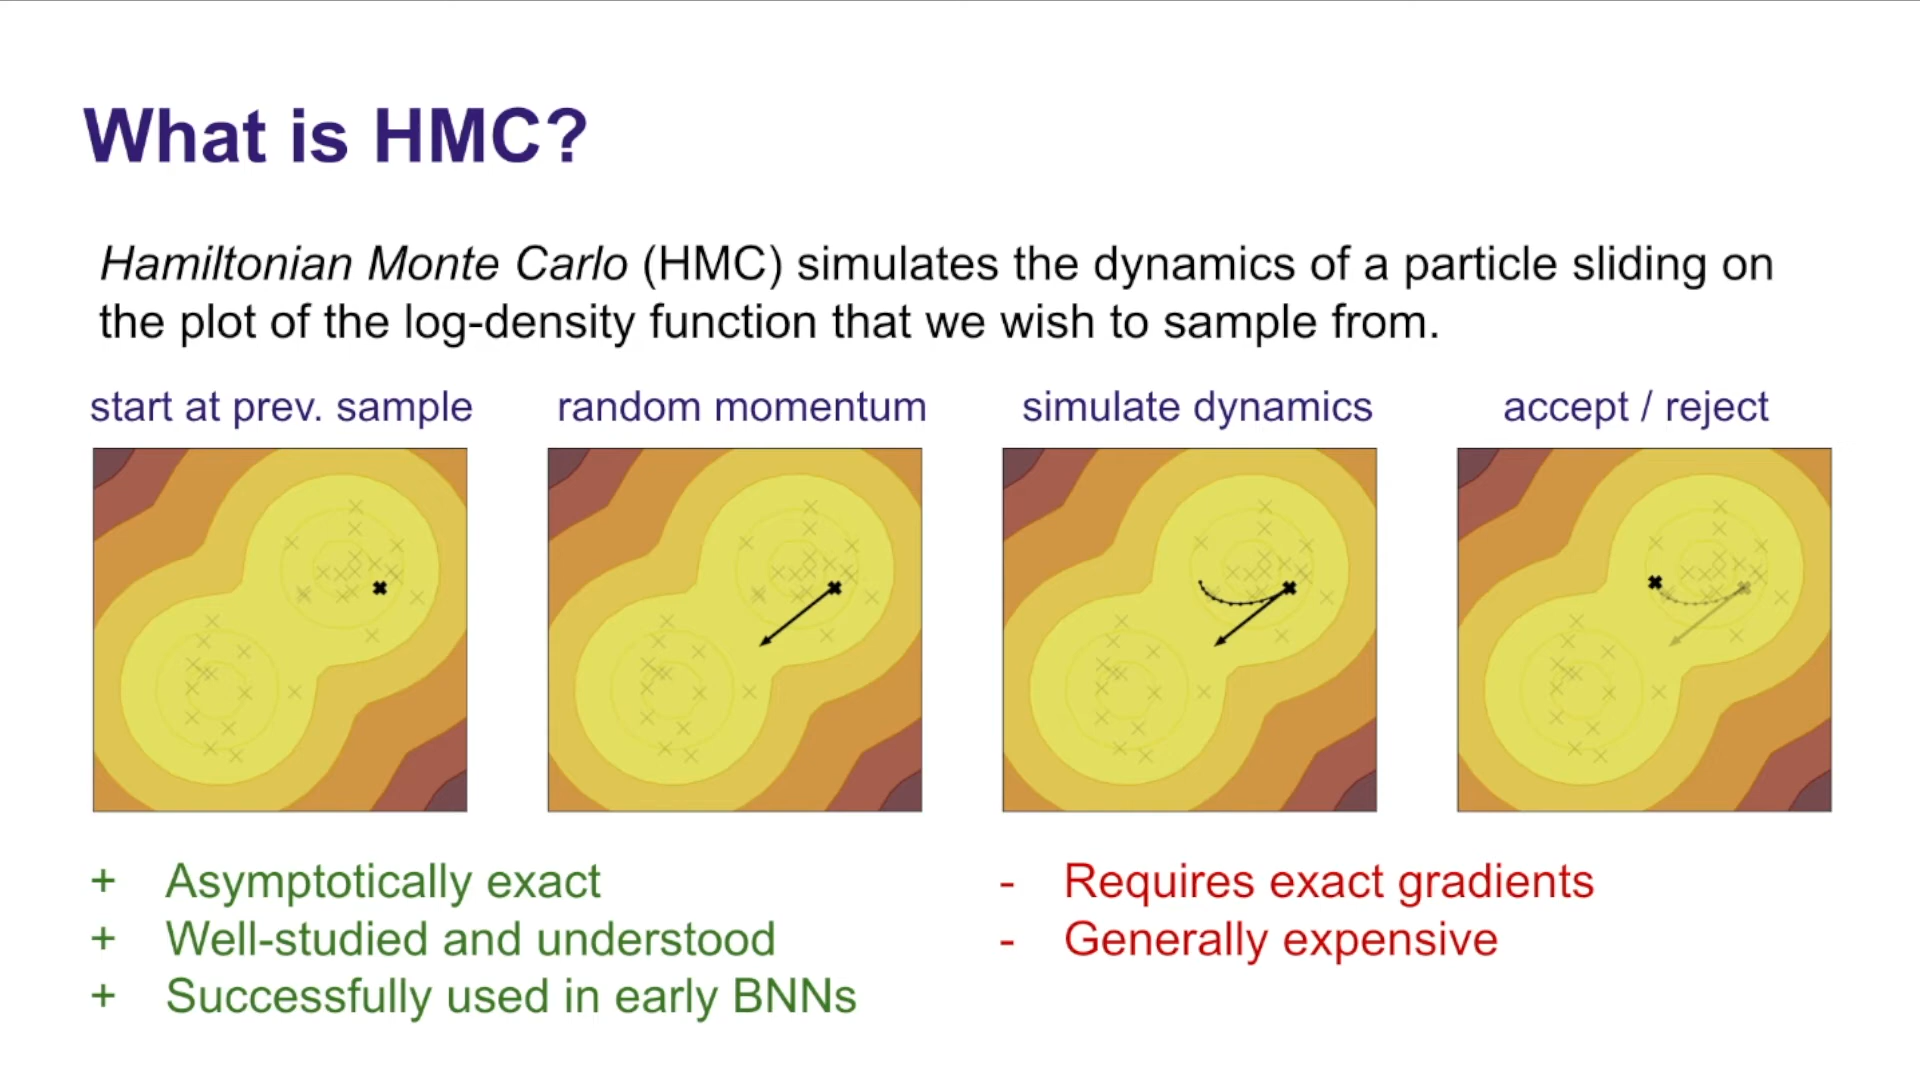 What is HMC?
Hamiltonian Monte Carlo (HMC) simulates the dynamics of a particle sliding on
the plot of the log-density function that we wish to sample from.
start at prev. sample
random momentum
simulate dynamics
accept / reject
+ Asymptotically exact
+ Well-studied and understood
+ Successfully used in early BNNs
- Requires exact gradients
- Generally expensive